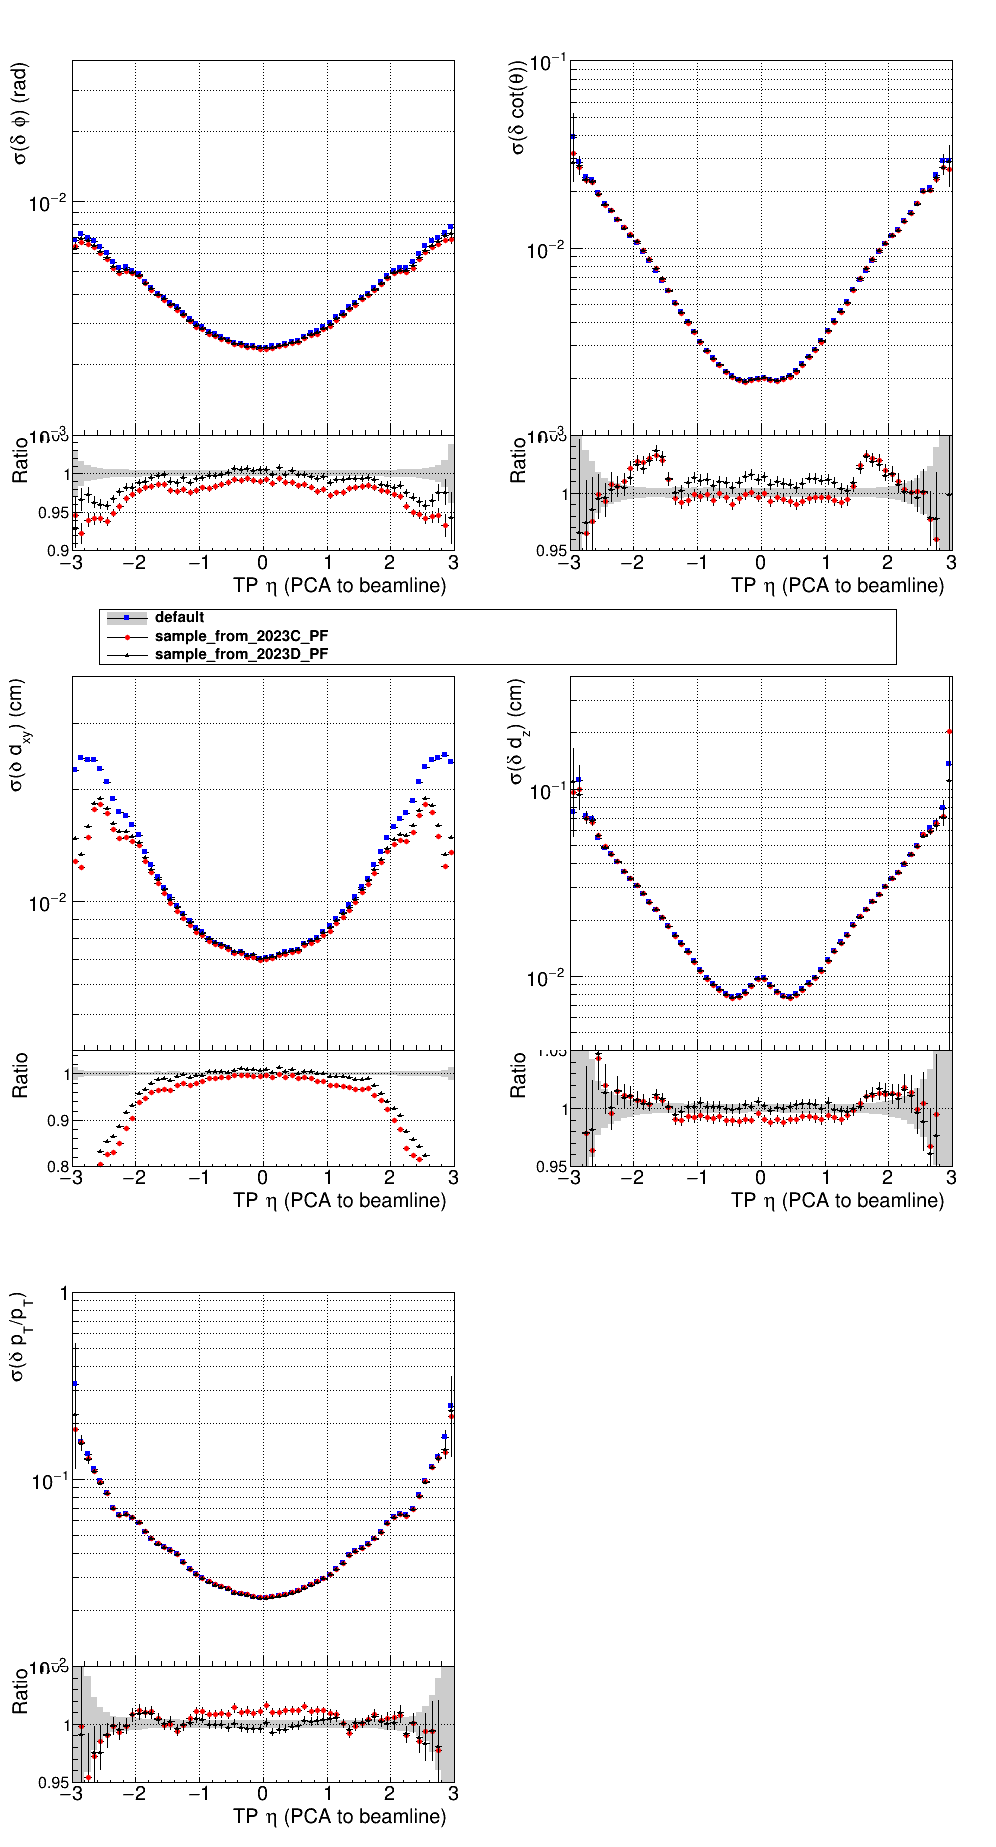 σ(δ φ) (rad)
10⁻²
10⁻³
Ratio
1
0.95
0.9
−3 −2 −1 0 1 2 3
TP η (PCA to beamline)
σ(δ cot(θ))
10⁻¹
10⁻²
10⁻³
Ratio
1
0.95
−3 −2 −1 0 1 2 3
TP η (PCA to beamline)
default
sample_from_2023C_PF
sample_from_2023D_PF
σ(δ d_xy) (cm)
10⁻²
Ratio
1
0.9
0.8
−3 −2 −1 0 1 2 3
TP η (PCA to beamline)
σ(δ d_z) (cm)
10⁻¹
10⁻²
1.05
Ratio
1
0.95
−3 −2 −1 0 1 2 3
TP η (PCA to beamline)
σ(δ p_T/p_T)
1
10⁻¹
10⁻²
Ratio
1
0.95
−3 −2 −1 0 1 2 3
TP η (PCA to beamline)